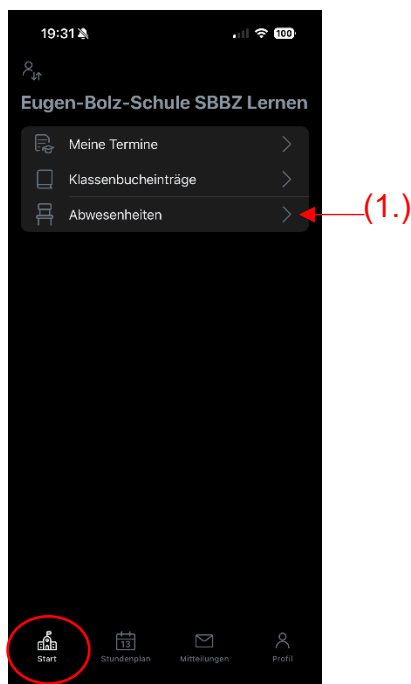 19:31
100
Eugen-Bolz-Schule SBBZ Lernen
Meine Termine
Klassenbucheinträge
Abwesenheiten
(1.)
13
Start
Stundenplan
Mitteilungen
Profil